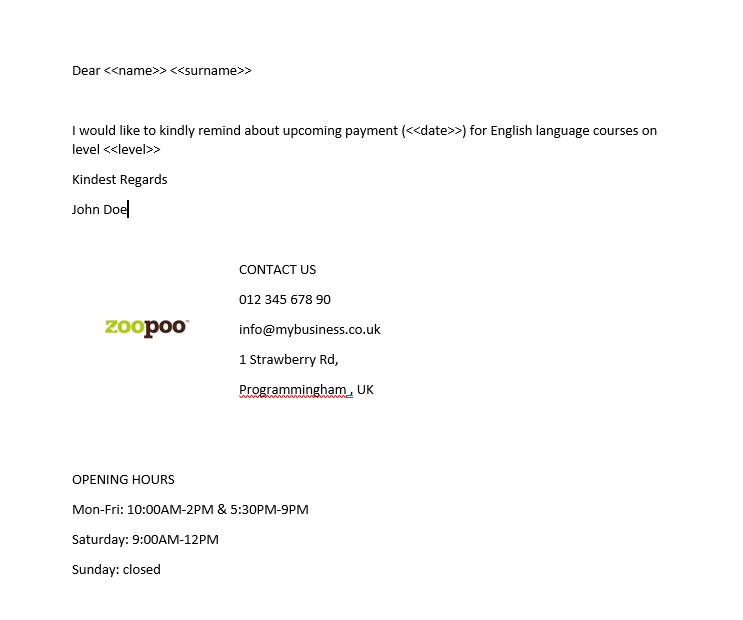 Dear <<name>> <<surname>>
I would like to kindly remind about upcoming payment (<<date>>) for English language courses on
level <<level>>
Kindest Regards
John Doe
CONTACT US
012 345 678 90
zoopoo™
info@mybusiness.co.uk
1 Strawberry Rd,
Programmingham , UK
OPENING HOURS
Mon-Fri: 10:00AM-2PM & 5:30PM-9PM
Saturday: 9:00AM-12PM
Sunday: closed